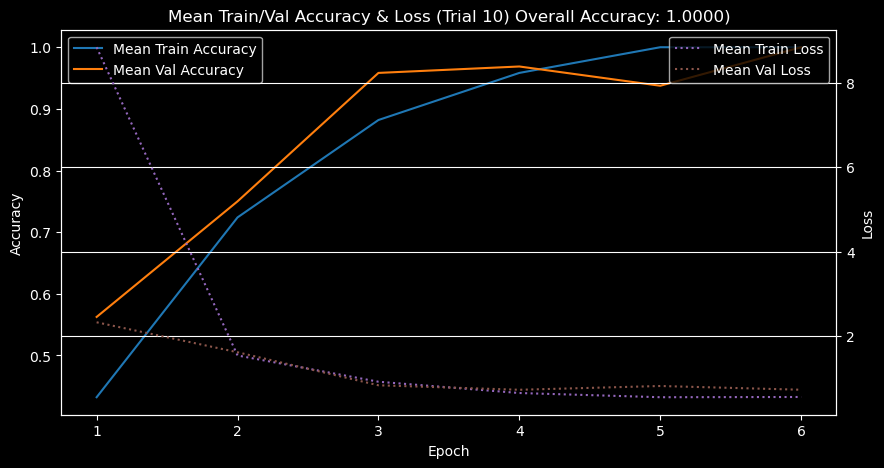 Mean Train/Val Accuracy & Loss (Trial 10) Overall Accuracy: 1.0000)
Mean Train Accuracy
Mean Val Accuracy
Mean Train Loss
Mean Val Loss
1.0
0.9
0.8
0.7
0.6
0.5
Accuracy
8
6
4
2
Loss
1 2 3 4 5 6
Epoch